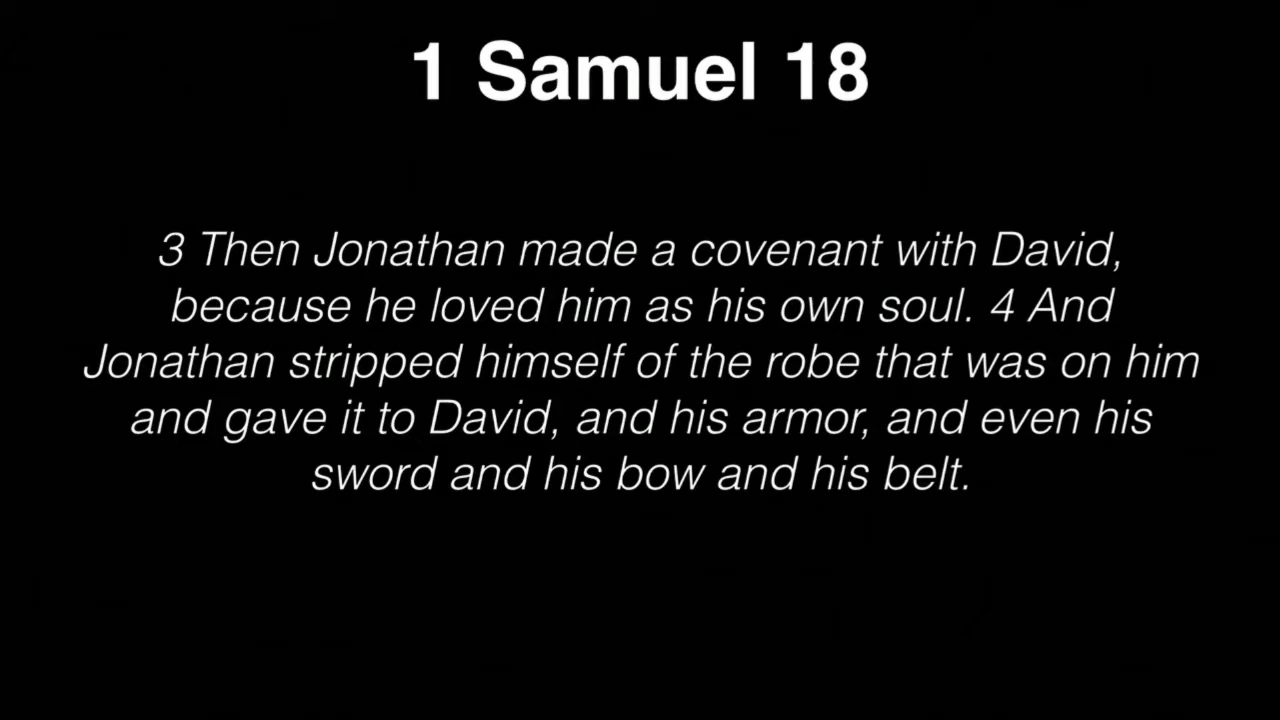 1 Samuel 18
3 Then Jonathan made a covenant with David,
because he loved him as his own soul. 4 And
Jonathan stripped himself of the robe that was on him
and gave it to David, and his armor, and even his
sword and his bow and his belt.